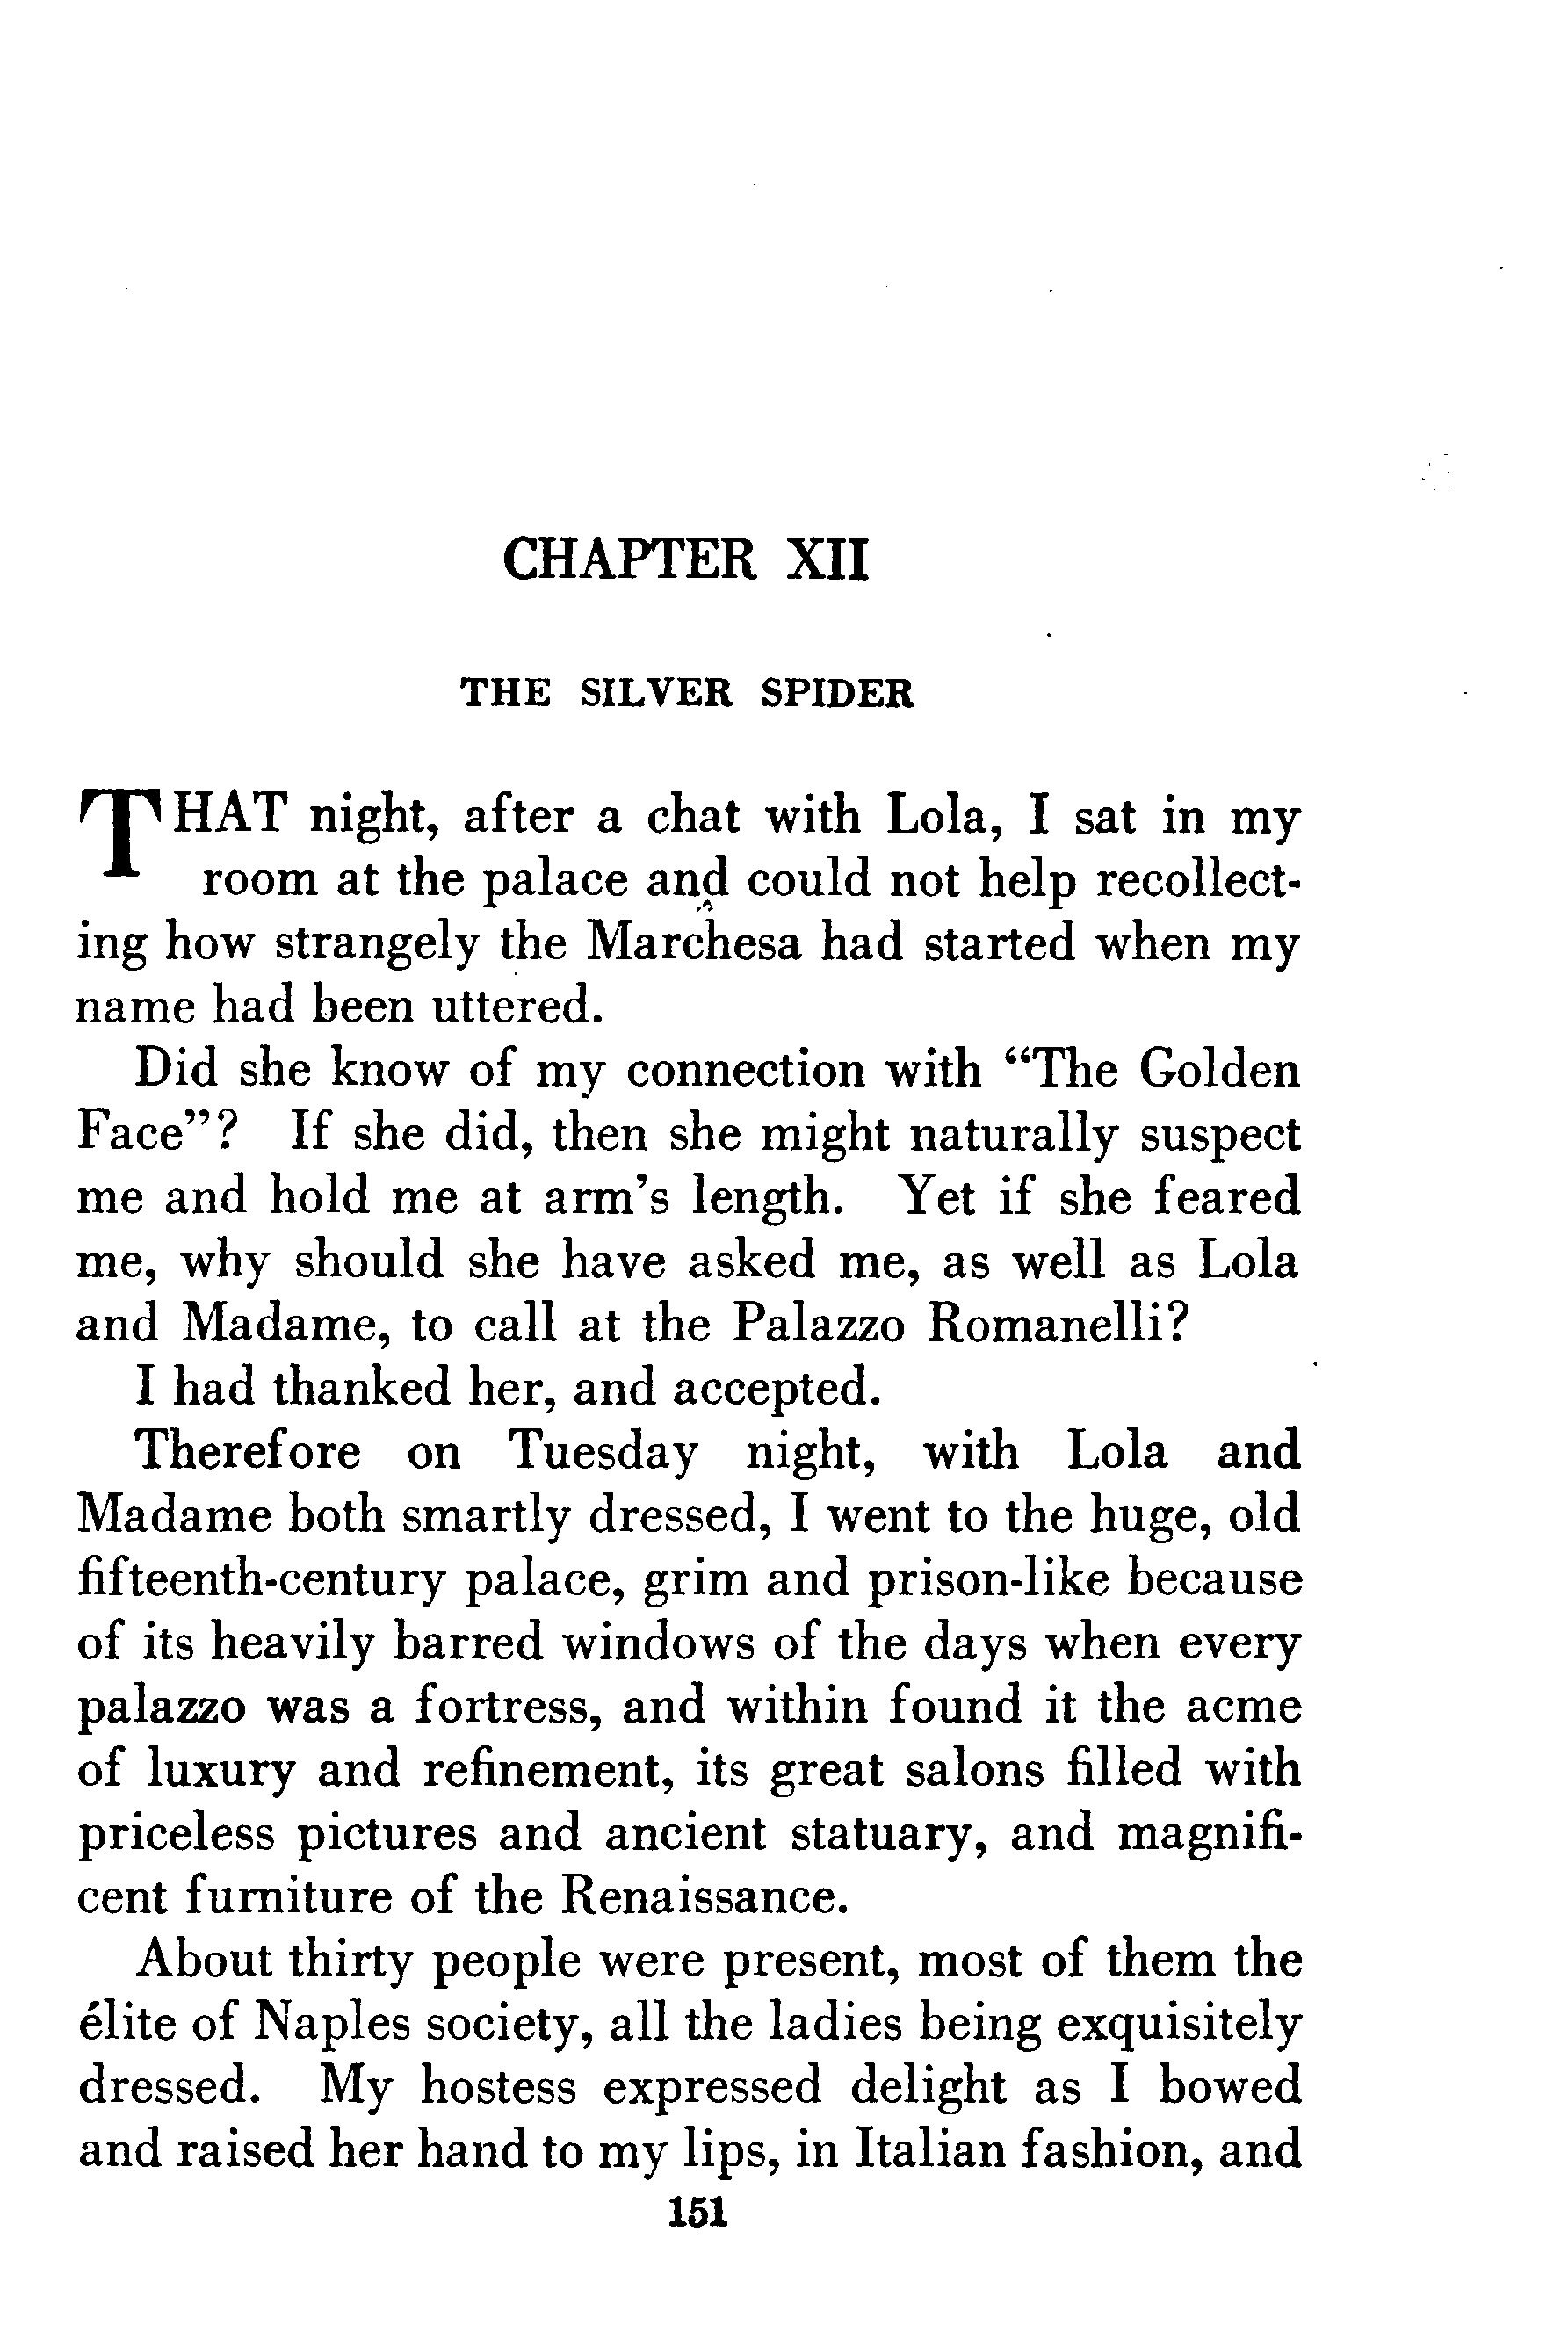 CHAPTER XII
THE SILVER SPIDER
THAT night, after a chat with Lola, I sat in my
room at the palace and could not help recollect-
ing how strangely the Marchesa had started when my
name had been uttered.
Did she know of my connection with “The Golden
Face”? If she did, then she might naturally suspect
me and hold me at arm’s length. Yet if she feared
me, why should she have asked me, as well as Lola
and Madame, to call at the Palazzo Romanelli?
I had thanked her, and accepted.
Therefore on Tuesday night, with Lola and
Madame both smartly dressed, I went to the huge, old
fifteenth-century palace, grim and prison-like because
of its heavily barred windows of the days when every
palazzo was a fortress, and within found it the acme
of luxury and refinement, its great salons filled with
priceless pictures and ancient statuary, and magnifi-
cent furniture of the Renaissance.
About thirty people were present, most of them the
élite of Naples society, all the ladies being exquisitely
dressed. My hostess expressed delight as I bowed
and raised her hand to my lips, in Italian fashion, and
151